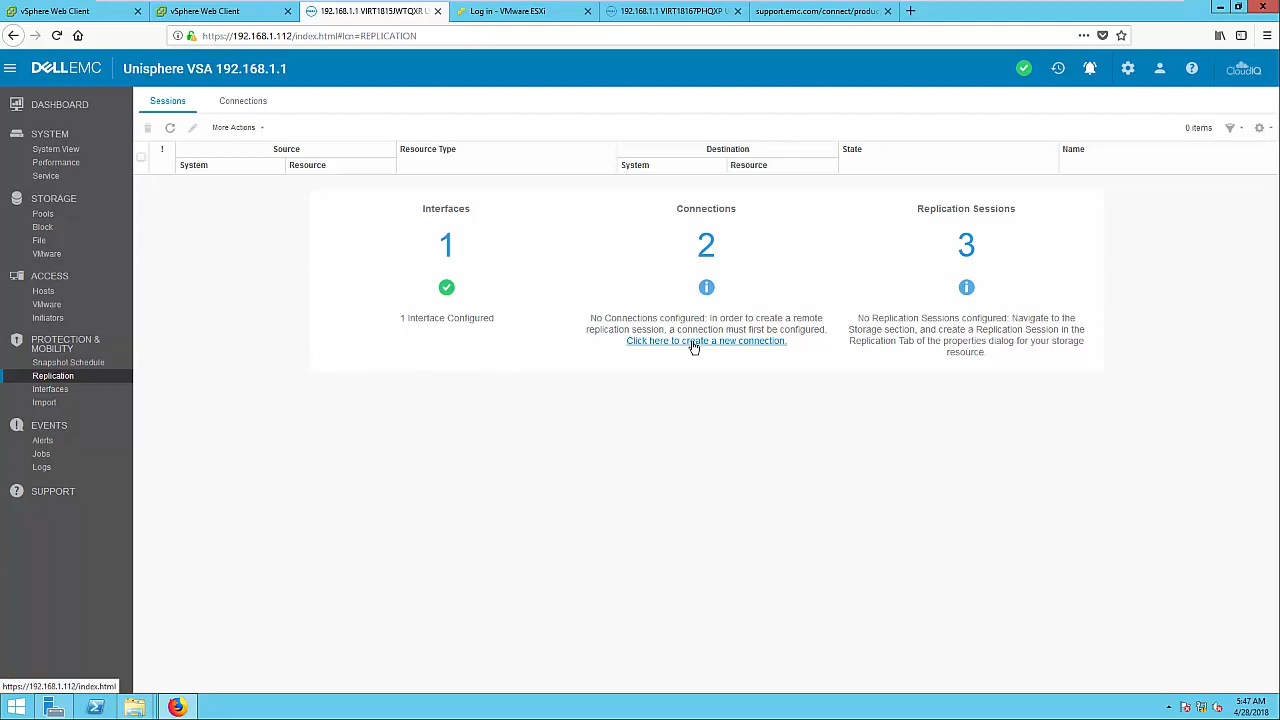 vSphere Web Client
vSphere Web Client
192.168.1.1 VIRT1815JWTQXR U
Log in - VMware ESXi
192.168.1.1 VIRT18167PHQXP U
support.emc.com/connect/produc
https://192.168.1.112/index.html#lcn=REPLICATION
DELLEMC
Unisphere VSA 192.168.1.1
CloudIQ
DASHBOARD
SYSTEM
System View
Performance
Service
STORAGE
Pools
Block
File
VMware
ACCESS
Hosts
VMware
Initiators
PROTECTION &
MOBILITY
Snapshot Schedule
Replication
Interfaces
Import
EVENTS
Alerts
Jobs
Logs
SUPPORT
Sessions
Connections
More Actions
0 items
!
Source
Resource Type
Destination
State
Name
System
Resource
System
Resource
Interfaces
1
1 Interface Configured
Connections
2
No Connections configured: In order to create a remote
replication session, a connection must first be configured.
Click here to create a new connection.
Replication Sessions
3
No Replication Sessions configured: Navigate to the
Storage section, and create a Replication Session in the
Replication Tab of the properties dialog for your storage
resource.
https://192.168.1.112/index.html
5:47 AM
4/28/2018